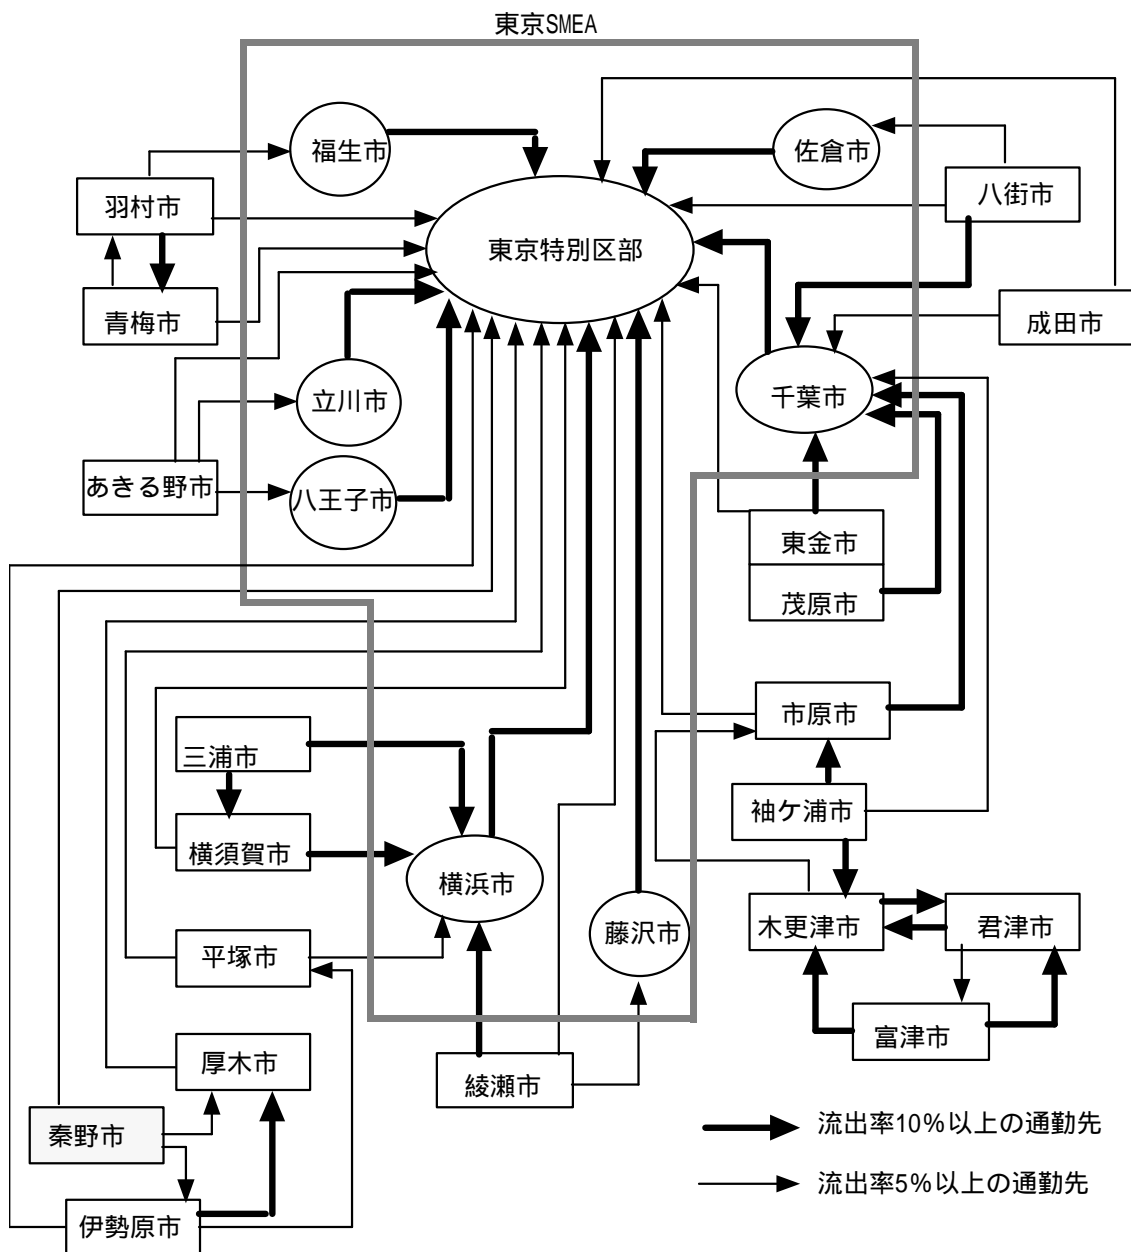 東京SMEA
福生市
佐倉市
羽村市
八街市
東京特別区部
青梅市
成田市
立川市
千葉市
あきる野市
八王子市
東金市
茂原市
市原市
三浦市
袖ケ浦市
横須賀市
横浜市
藤沢市
木更津市
君津市
平塚市
富津市
厚木市
綾瀬市
流出率10％以上の通勤先
秦野市
流出率5％以上の通勤先
伊勢原市